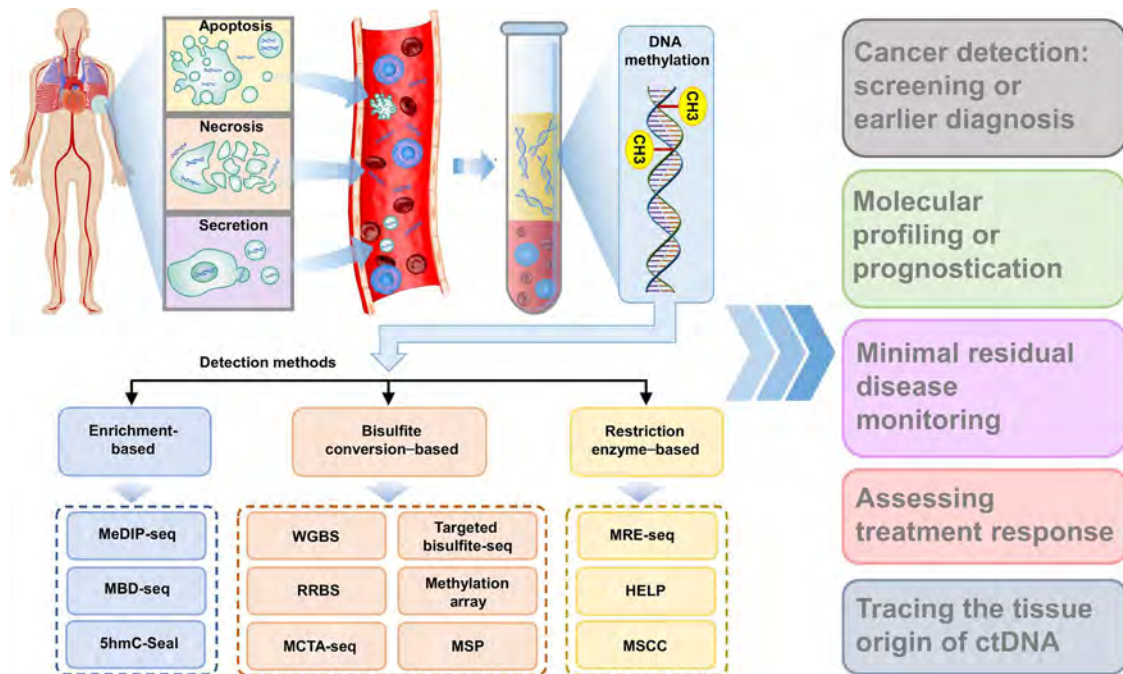 Apoptosis
Necrosis
Secretion
DNA
methylation
CH3
CH3
Detection methods
Enrichment-
based
Bisulfite
conversion–based
Restriction
enzyme–based
MeDIP-seq
MBD-seq
5hmC-Seal
WGBS
Targeted
bisulfite-seq
RRBS
Methylation
array
MCTA-seq
MSP
MRE-seq
HELP
MSCC
Cancer detection:
screening or
earlier diagnosis
Molecular
profiling or
prognostication
Minimal residual
disease
monitoring
Assessing
treatment response
Tracing the tissue
origin of ctDNA